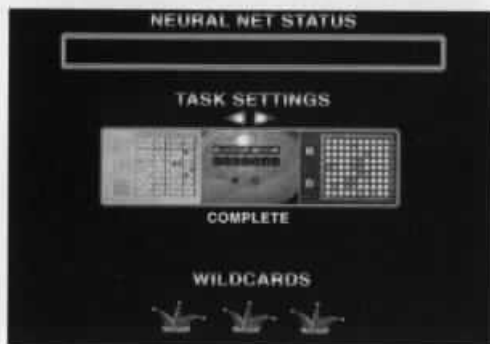 NEURAL NET STATUS
TASK SETTINGS
COMPLETE
WILDCARDS